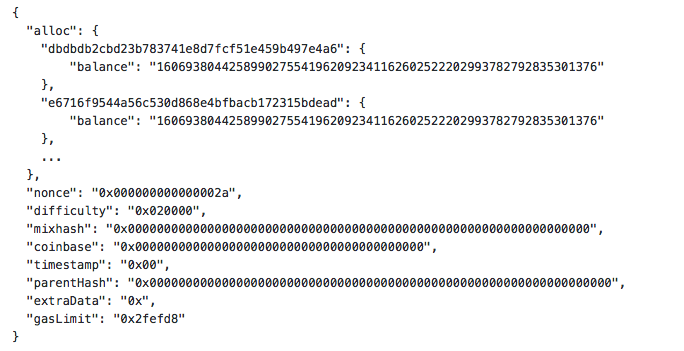 {
"alloc": {
"dbdbdb2cbd23b783741e8d7fcf51e459b497e4a6": {
"balance": "1606938044258990275541962092341162602522202993782792835301376"
},
"e6716f9544a56c530d868e4bfbacb172315bdead": {
"balance": "1606938044258990275541962092341162602522202993782792835301376"
},
...
},
"nonce": "0x000000000000002a",
"difficulty": "0x020000",
"mixhash": "0x0000000000000000000000000000000000000000000000000000000000000000",
"coinbase": "0x0000000000000000000000000000000000000000",
"timestamp": "0x00",
"parentHash": "0x0000000000000000000000000000000000000000000000000000000000000000",
"extraData": "0x",
"gasLimit": "0x2fefd8"
}